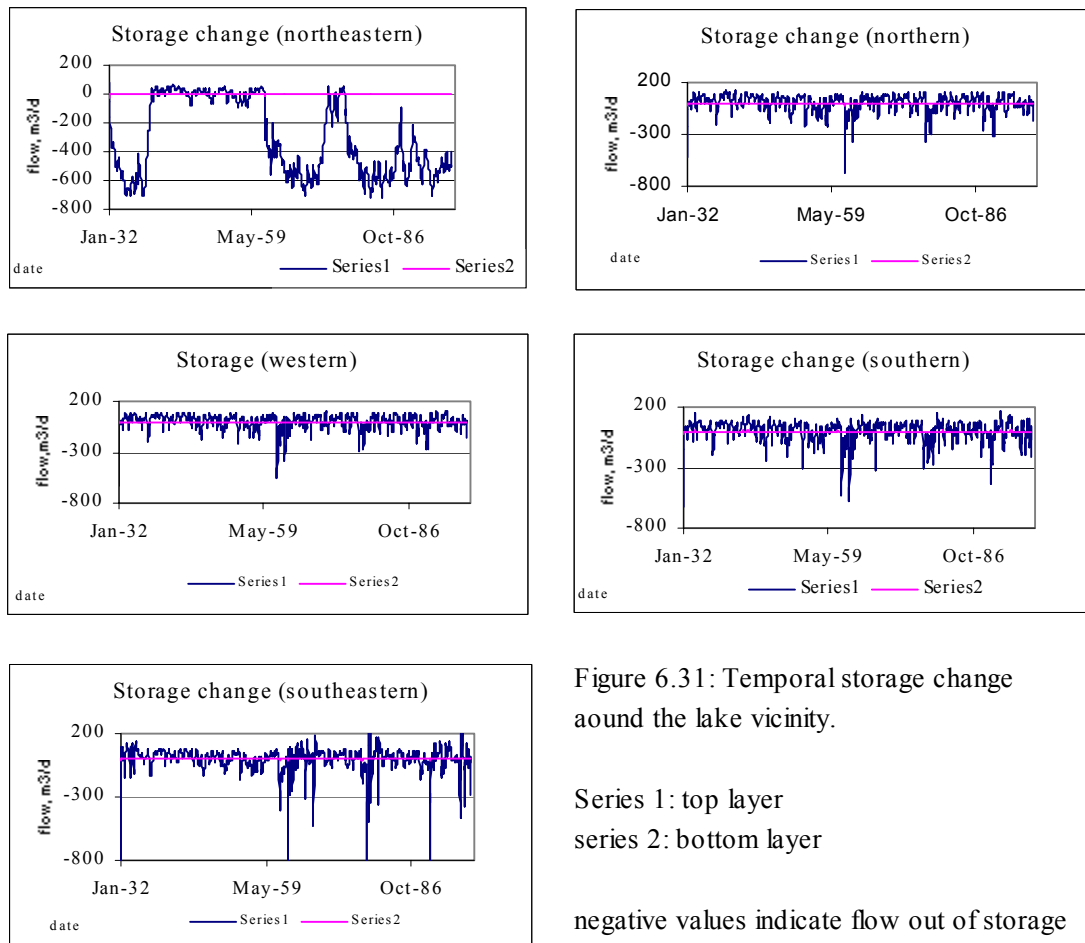 Storage change (northeastern)
flow, m3/d
200
0
-200
-400
-600
-800
Jan-32 May-59 Oct-86
date
Series1 Series2
Storage change (northern)
flow, m3/d
200
-300
-800
Jan-32 May-59 Oct-86
date
Series1 Series2
Storage (western)
flow,m3/d
200
-300
-800
Jan-32 May-59 Oct-86
Series1 Series2
date
Storage change (southern)
flow, m3/d
200
-300
-800
Jan-32 May-59 Oct-86
Series1 Series2
date
Storage change (southeastern)
flow, m3/d
200
-300
-800
Jan-32 May-59 Oct-86
date
Series1 Series2
Figure 6.31: Temporal storage change
aound the lake vicinity.
Series 1: top layer
series 2: bottom layer
negative values indicate flow out of storage